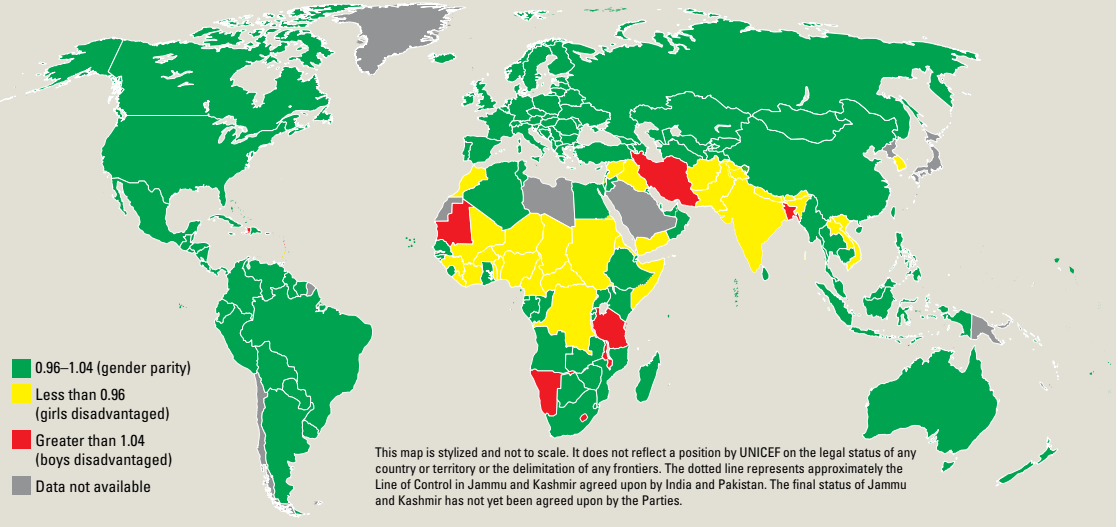 0.96–1.04 (gender parity)
Less than 0.96
(girls disadvantaged)
Greater than 1.04
(boys disadvantaged)
Data not available
This map is stylized and not to scale. It does not reflect a position by UNICEF on the legal status of any
country or territory or the delimitation of any frontiers. The dotted line represents approximately the
Line of Control in Jammu and Kashmir agreed upon by India and Pakistan. The final status of Jammu
and Kashmir has not yet been agreed upon by the Parties.